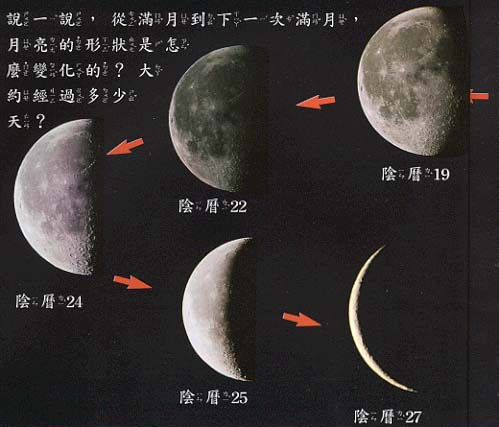 說一說，從滿月到下一次滿月，
月亮的形狀是怎
麼變化的？大
約經過多少
天？
陰曆19
陰曆22
陰曆24
陰曆25
陰曆27